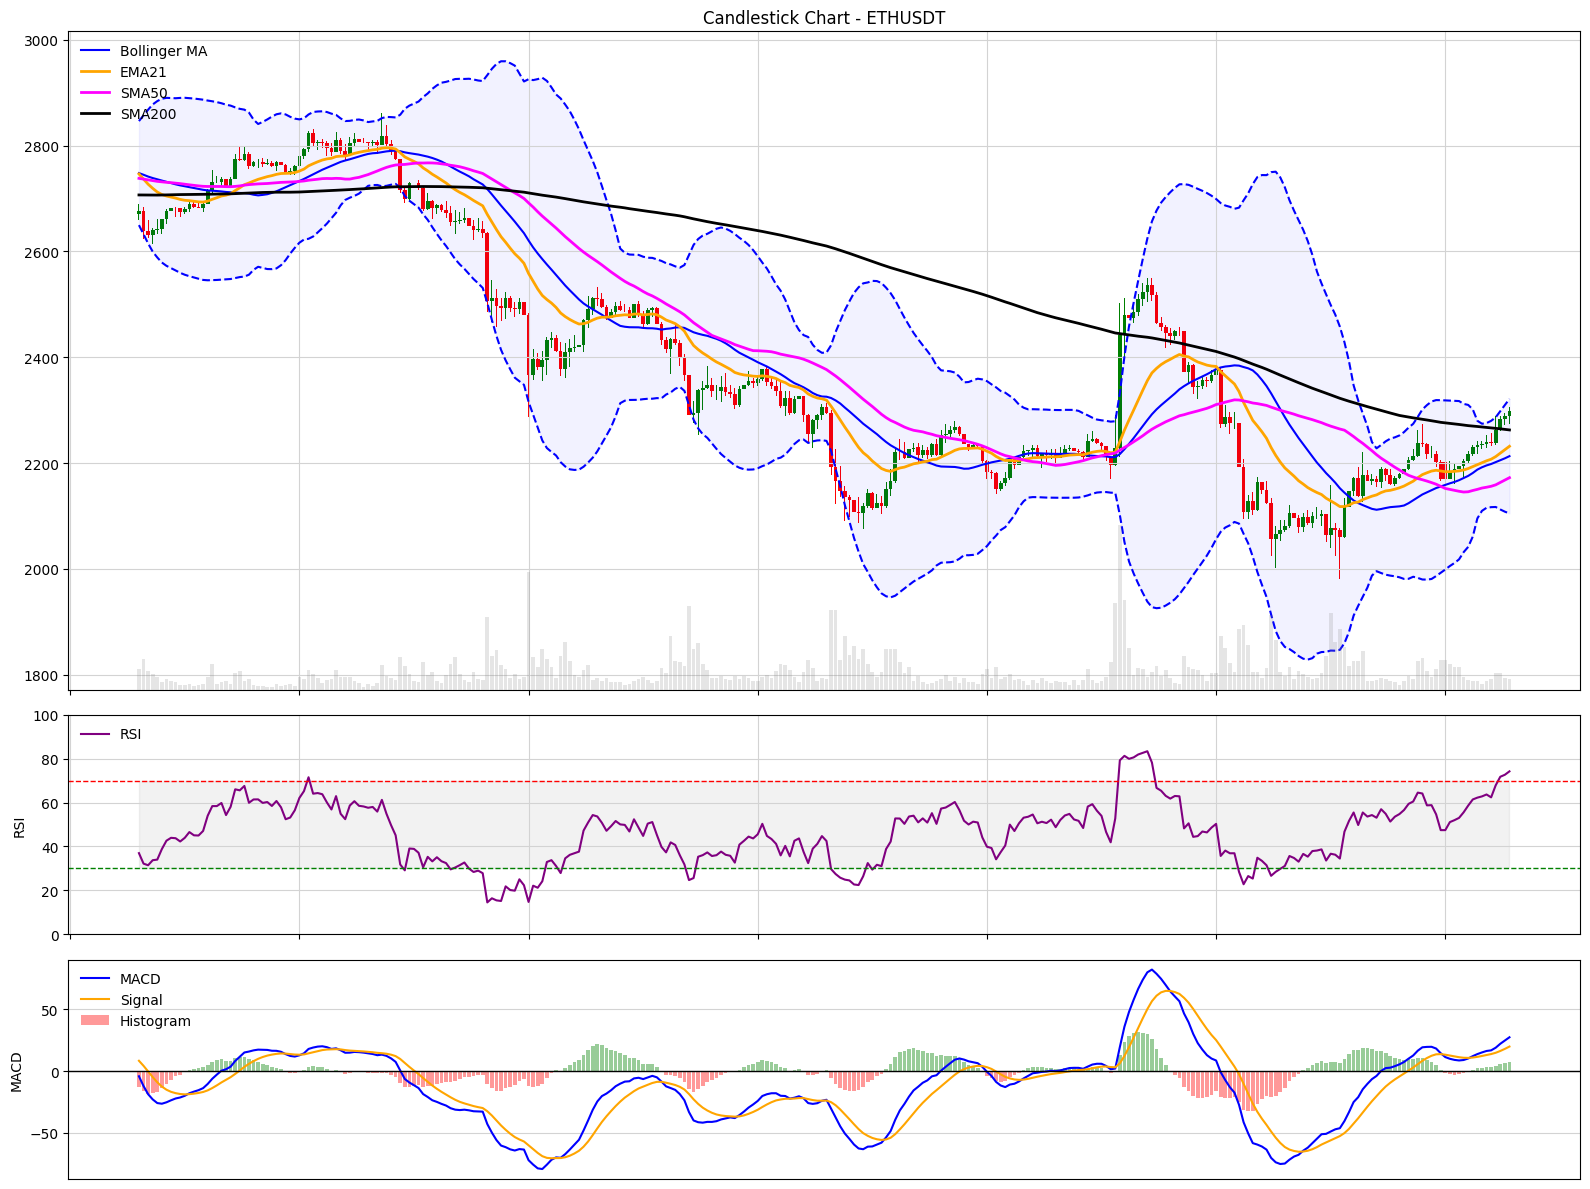 Candlestick Chart - ETHUSDT
3000
2800
2600
2400
2200
2000
1800
Bollinger MA
EMA21
SMA50
SMA200
100
80
60
40
20
0
RSI
RSI
50
0
−50
MACD
MACD
Signal
Histogram